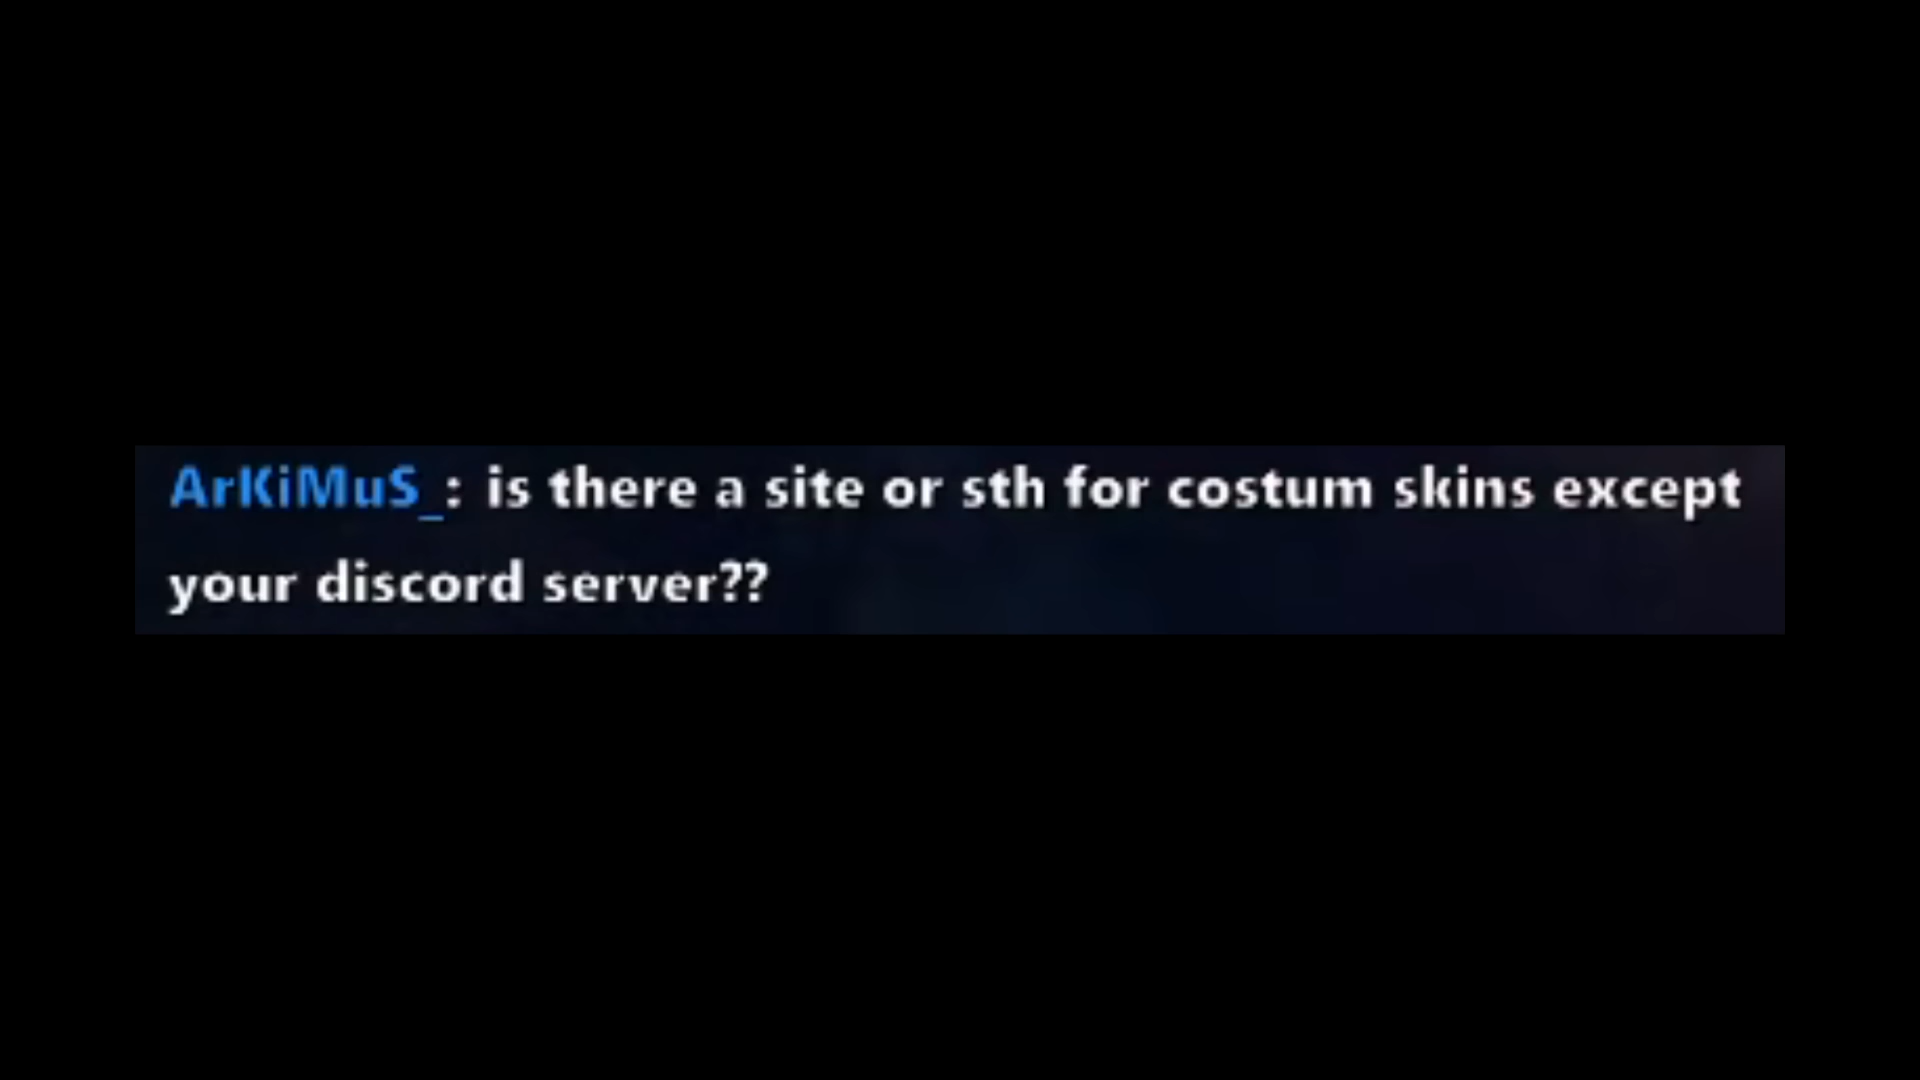 ArKiMuS_: is there a site or sth for costum skins except
your discord server??